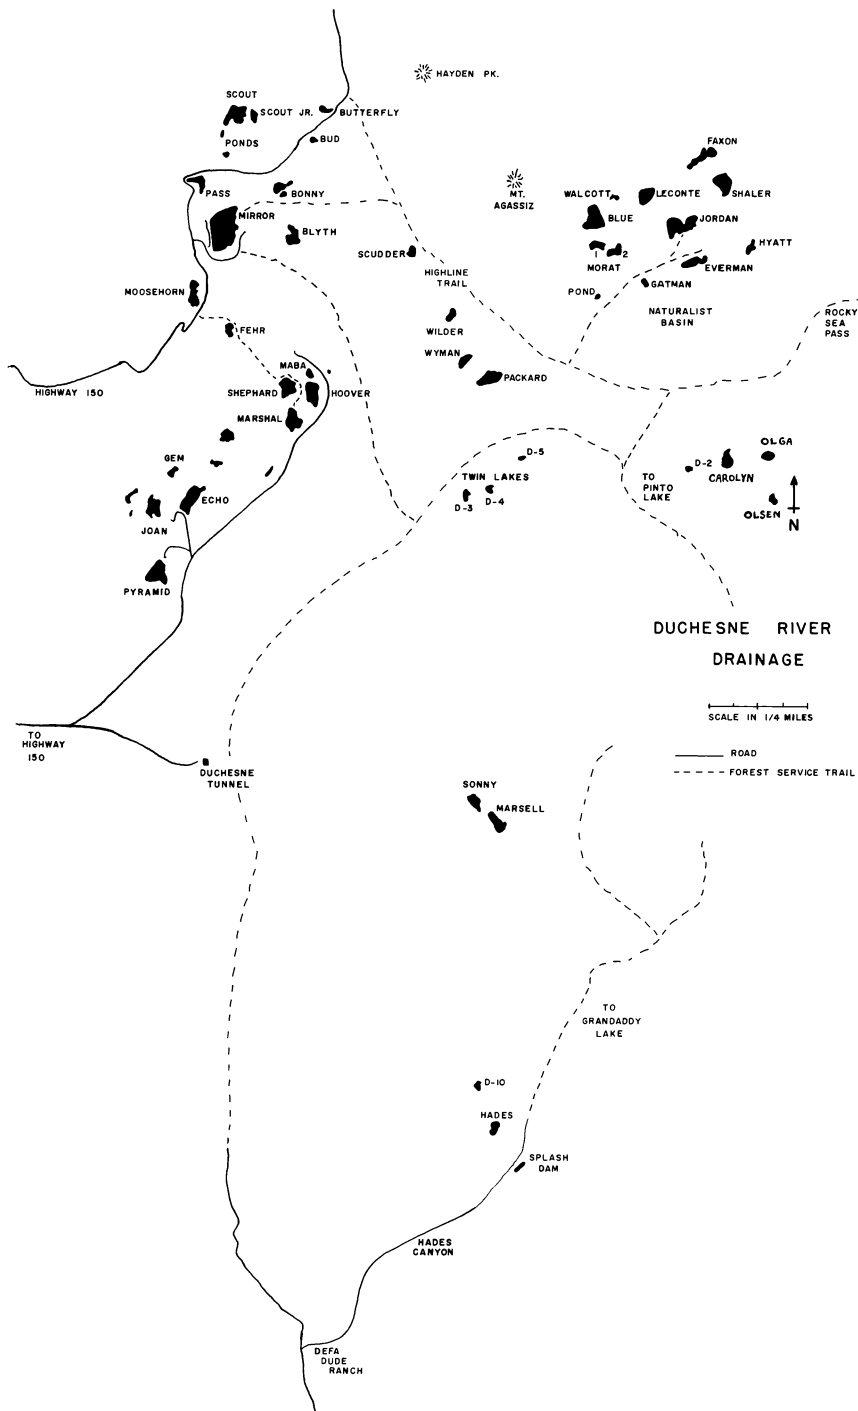 HAYDEN PK.
SCOUT
SCOUT JR.
BUTTERFLY
PONDS
BUD
FAXON
PASS
BONNY
MT.
AGASSIZ
WALCOTT
LECONTE
SHALER
MIRROR
BLYTH
BLUE
JORDAN
SCUDDER
1
2
MORAT
HYATT
EVERMAN
HIGHLINE
TRAIL
GATMAN
MOOSEHORN
POND
NATURALIST
BASIN
ROCKY
SEA
PASS
FEHR
WILDER
WYMAN
PACKARD
MABA
HIGHWAY 150
SHEPHARD
HOOVER
MARSHAL
GEM
D-5
TWIN LAKES
D-3
D-4
TO
PINTO
LAKE
D-2
CAROLYN
OLGA
OLSEN
N
ECHO
JOAN
PYRAMID
DUCHESNE RIVER
DRAINAGE
SCALE IN 1/4 MILES
ROAD
FOREST SERVICE TRAIL
TO
HIGHWAY
150
DUCHESNE
TUNNEL
SONNY
MARSELL
TO
GRANDADDY
LAKE
D-10
HADES
SPLASH
DAM
HADES
CANYON
DEFA
DUDE
RANCH